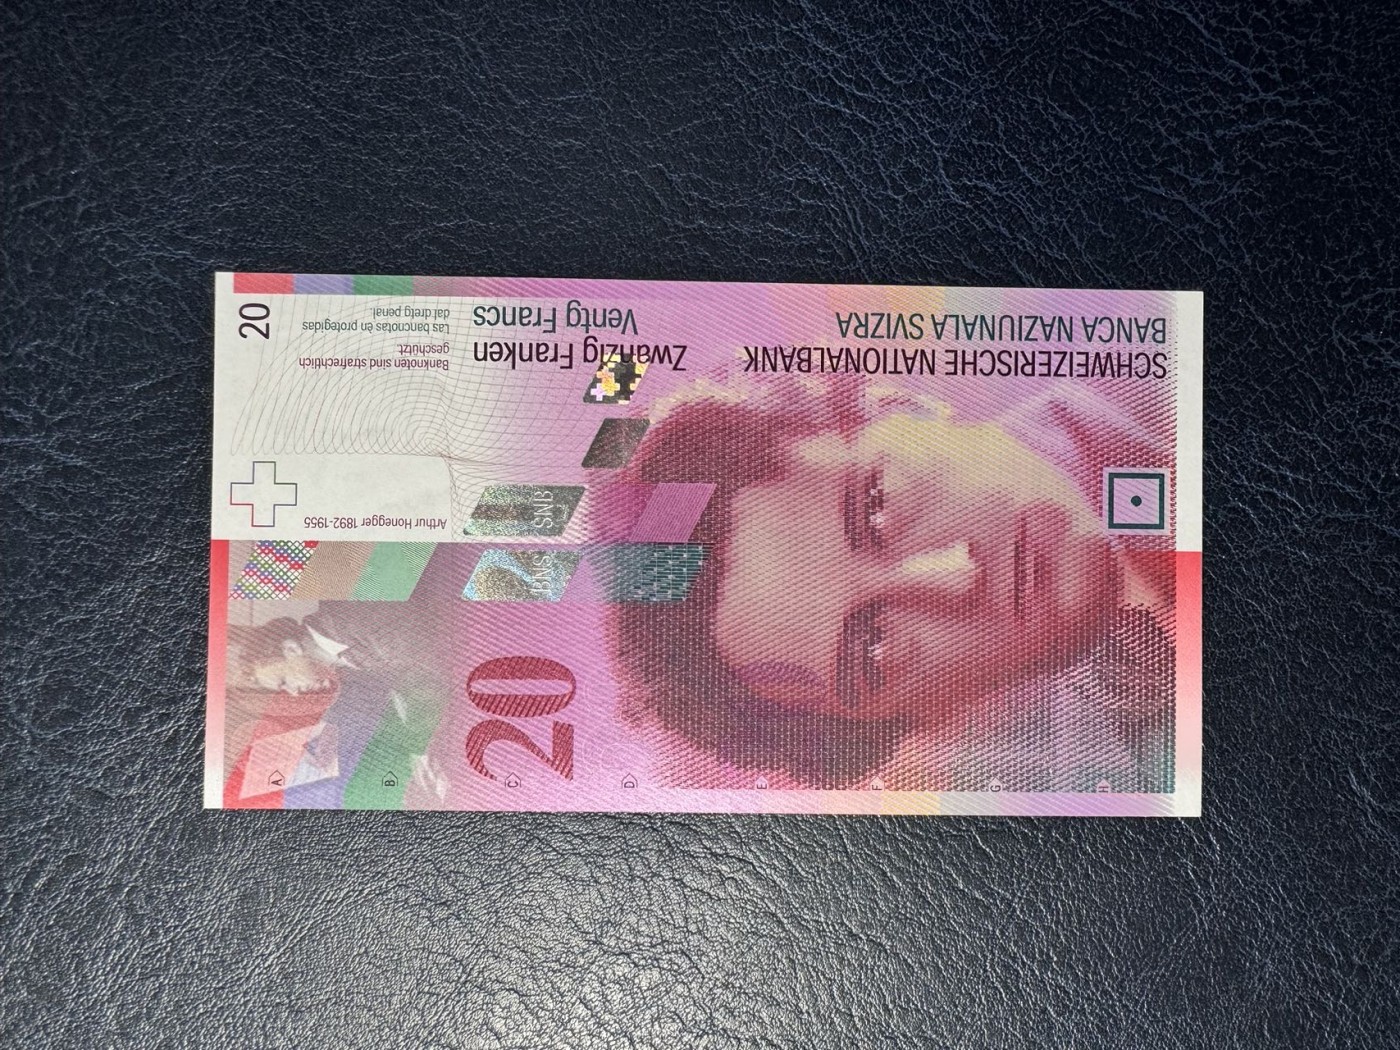 SCHWEIZERISCHE NATIONALBANK
BANCA NAZIUNALA SVIZRA
Zwanzig Franken
Ventg Francs
Banknoten sind strafrechtlich
geschützt.
Las bancnotas èn protegidas
dal dretg penal.
20
Arthur Honegger 1892-1955
SNB
BNS
20
A
B
C
D
E
F
G
H